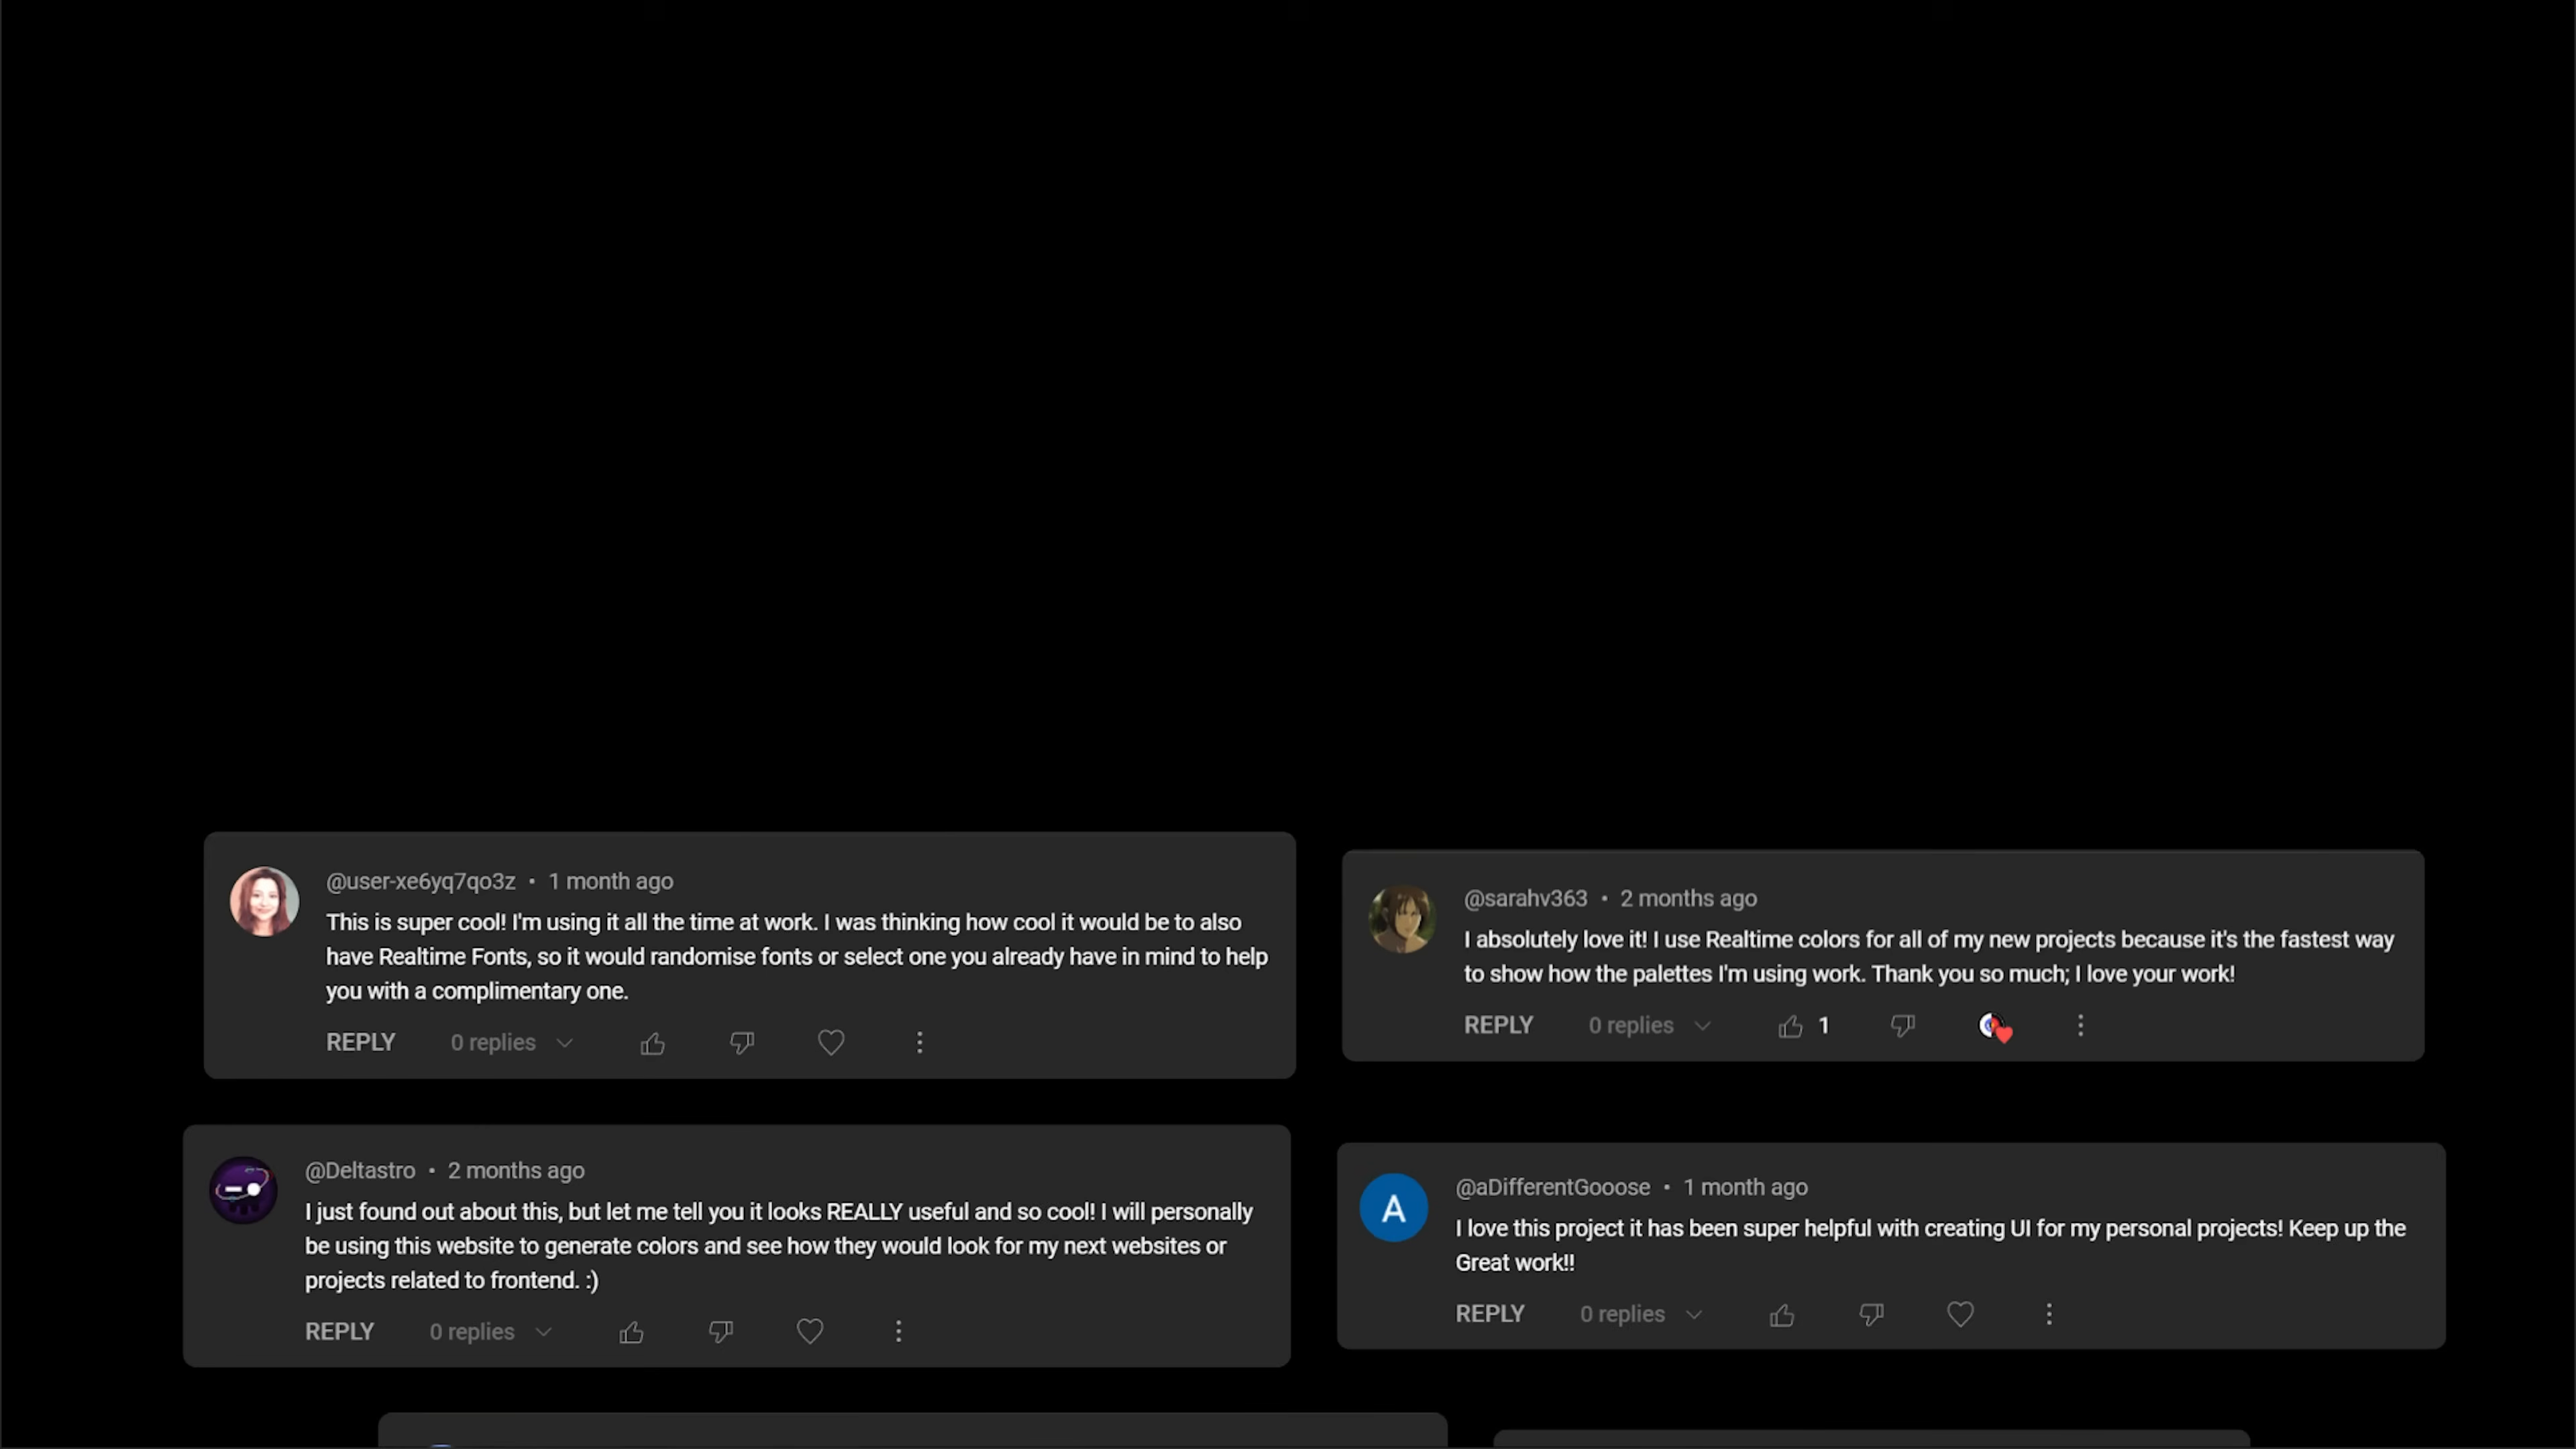 @user-xe6yq7qo3z • 1 month ago
This is super cool! I'm using it all the time at work. I was thinking how cool it would be to also
have Realtime Fonts, so it would randomise fonts or select one you already have in mind to help
you with a complimentary one.
REPLY 0 replies
@sarahv363 • 2 months ago
I absolutely love it! I use Realtime colors for all of my new projects because it's the fastest way
to show how the palettes I'm using work. Thank you so much; I love your work!
REPLY 0 replies 1
@Deltastro • 2 months ago
I just found out about this, but let me tell you it looks REALLY useful and so cool! I will personally
be using this website to generate colors and see how they would look for my next websites or
projects related to frontend. :)
REPLY 0 replies
A
@aDifferentGooose • 1 month ago
I love this project it has been super helpful with creating UI for my personal projects! Keep up the
Great work!!
REPLY 0 replies